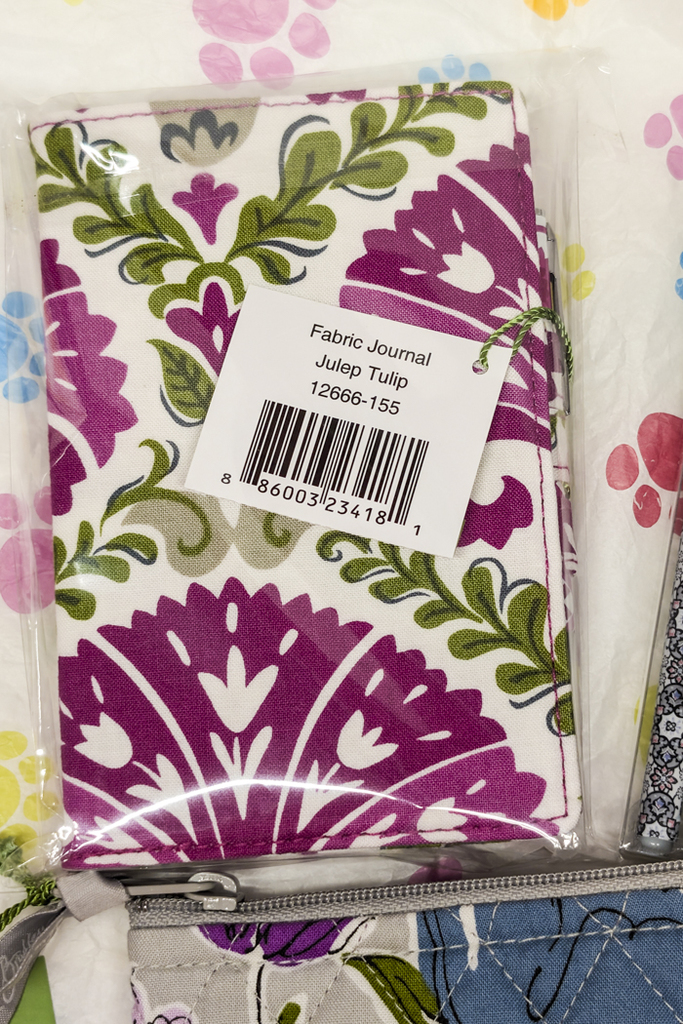 Fabric Journal
Julep Tulip
12666-155
8 86003 23418 1